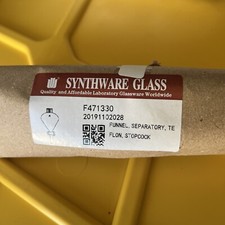 SYNTHWARE GLASS
Quality and Affordable Laboratory Glassware Worldwide
F471330
20191102028
FUNNEL, SEPARATORY, TE
FLON, STOPCOCK